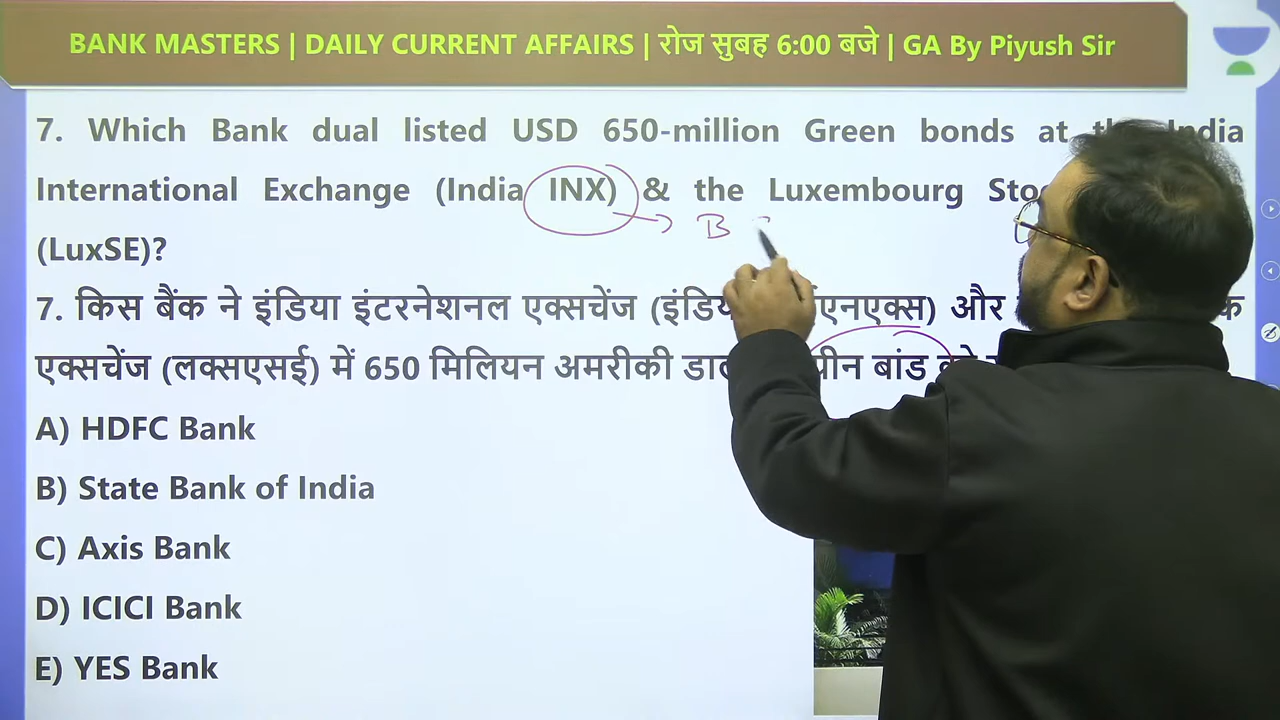 BANK MASTERS | DAILY CURRENT AFFAIRS | रोज सुबह 6:00 बजे | GA By Piyush Sir
7. Which Bank dual listed USD 650-million Green bonds at
International Exchange (India INX) & the Luxembourg
(LuxSE)?
B
7. किस बैंक ने इंडिया इंटरनेशनल एक्सचेंज और
एक्सचेंज (लक्सएसई) में 650 मिलियन अमरीकी बांड
A) HDFC Bank
B) State Bank of India
C) Axis Bank
D) ICICI Bank
E) YES Bank